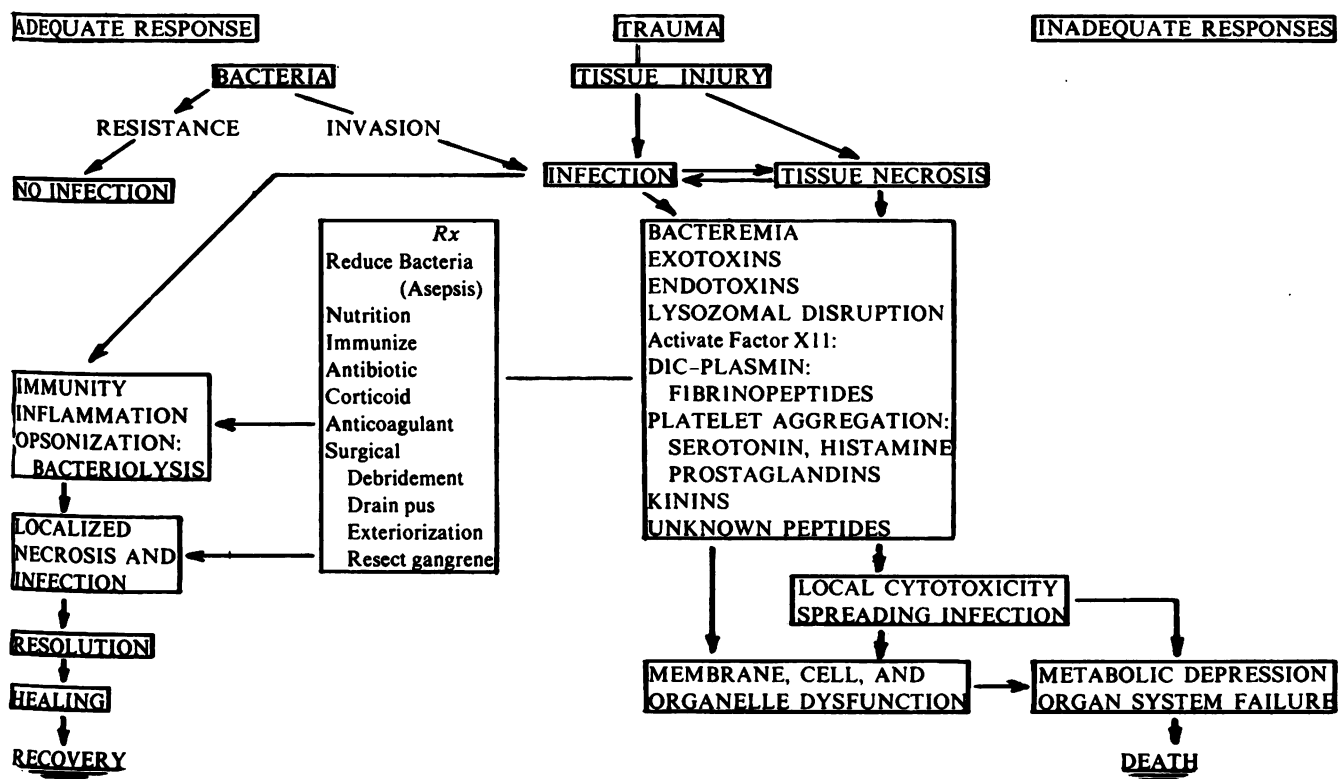 ADEQUATE RESPONSE
TRAUMA
INADEQUATE RESPONSES
BACTERIA
TISSUE INJURY
RESISTANCE
INVASION
NO INFECTION
INFECTION
TISSUE NECROSIS
Rx
Reduce Bacteria
(Asepsis)
Nutrition
Immunize
Antibiotic
Corticoid
Anticoagulant
Surgical
Debridement
Drain pus
Exteriorization
Resect gangrene
BACTEREMIA
EXOTOXINS
ENDOTOXINS
LYSOZOMAL DISRUPTION
Activate Factor X11:
DIC-PLASMIN:
FIBRINOPEPTIDES
PLATELET AGGREGATION:
SEROTONIN, HISTAMINE
PROSTAGLANDINS
KININS
UNKNOWN PEPTIDES
IMMUNITY
INFLAMMATION
OPSONIZATION:
BACTERIOLYSIS
LOCALIZED
NECROSIS AND
INFECTION
RESOLUTION
HEALING
RECOVERY
LOCAL CYTOTOXICITY
SPREADING INFECTION
MEMBRANE, CELL, AND
ORGANELLE DYSFUNCTION
METABOLIC DEPRESSION
ORGAN SYSTEM FAILURE
DEATH